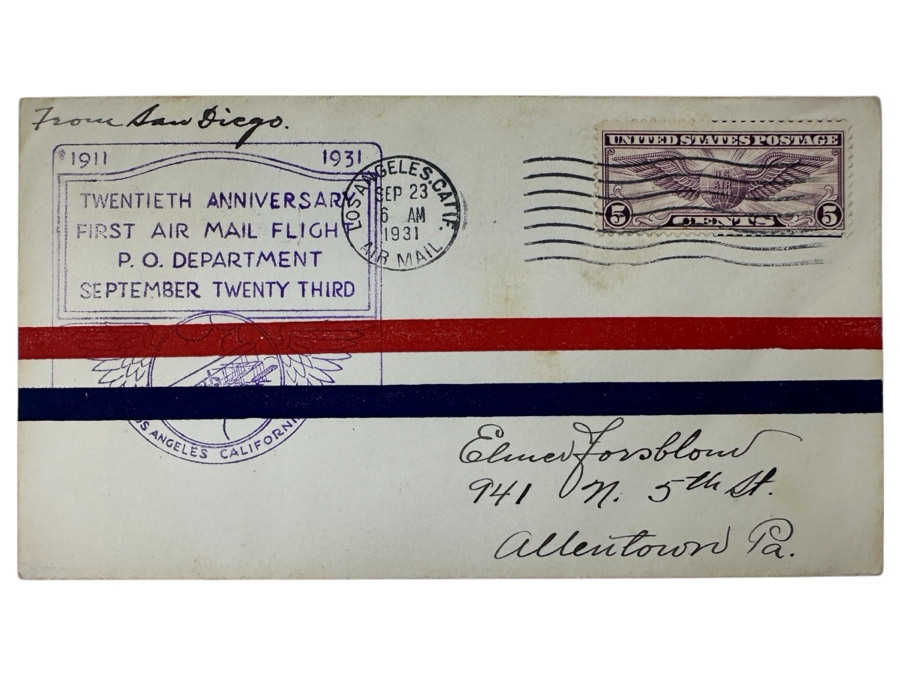 From San Diego.
1911 1931
TWENTIETH ANNIVERSARY
FIRST AIR MAIL FLIGHT
P. O. DEPARTMENT
SEPTEMBER TWENTY THIRD
LOS ANGELES CALIFORNIA
LOS ANGELES, CALIF.
SEP 23
6 AM
1931
AIR MAIL
UNITED STATES POSTAGE
U.S.
AIR
5 CENTS 5
Elmer Forsblom
941 N. 5th St.
Allentown Pa.